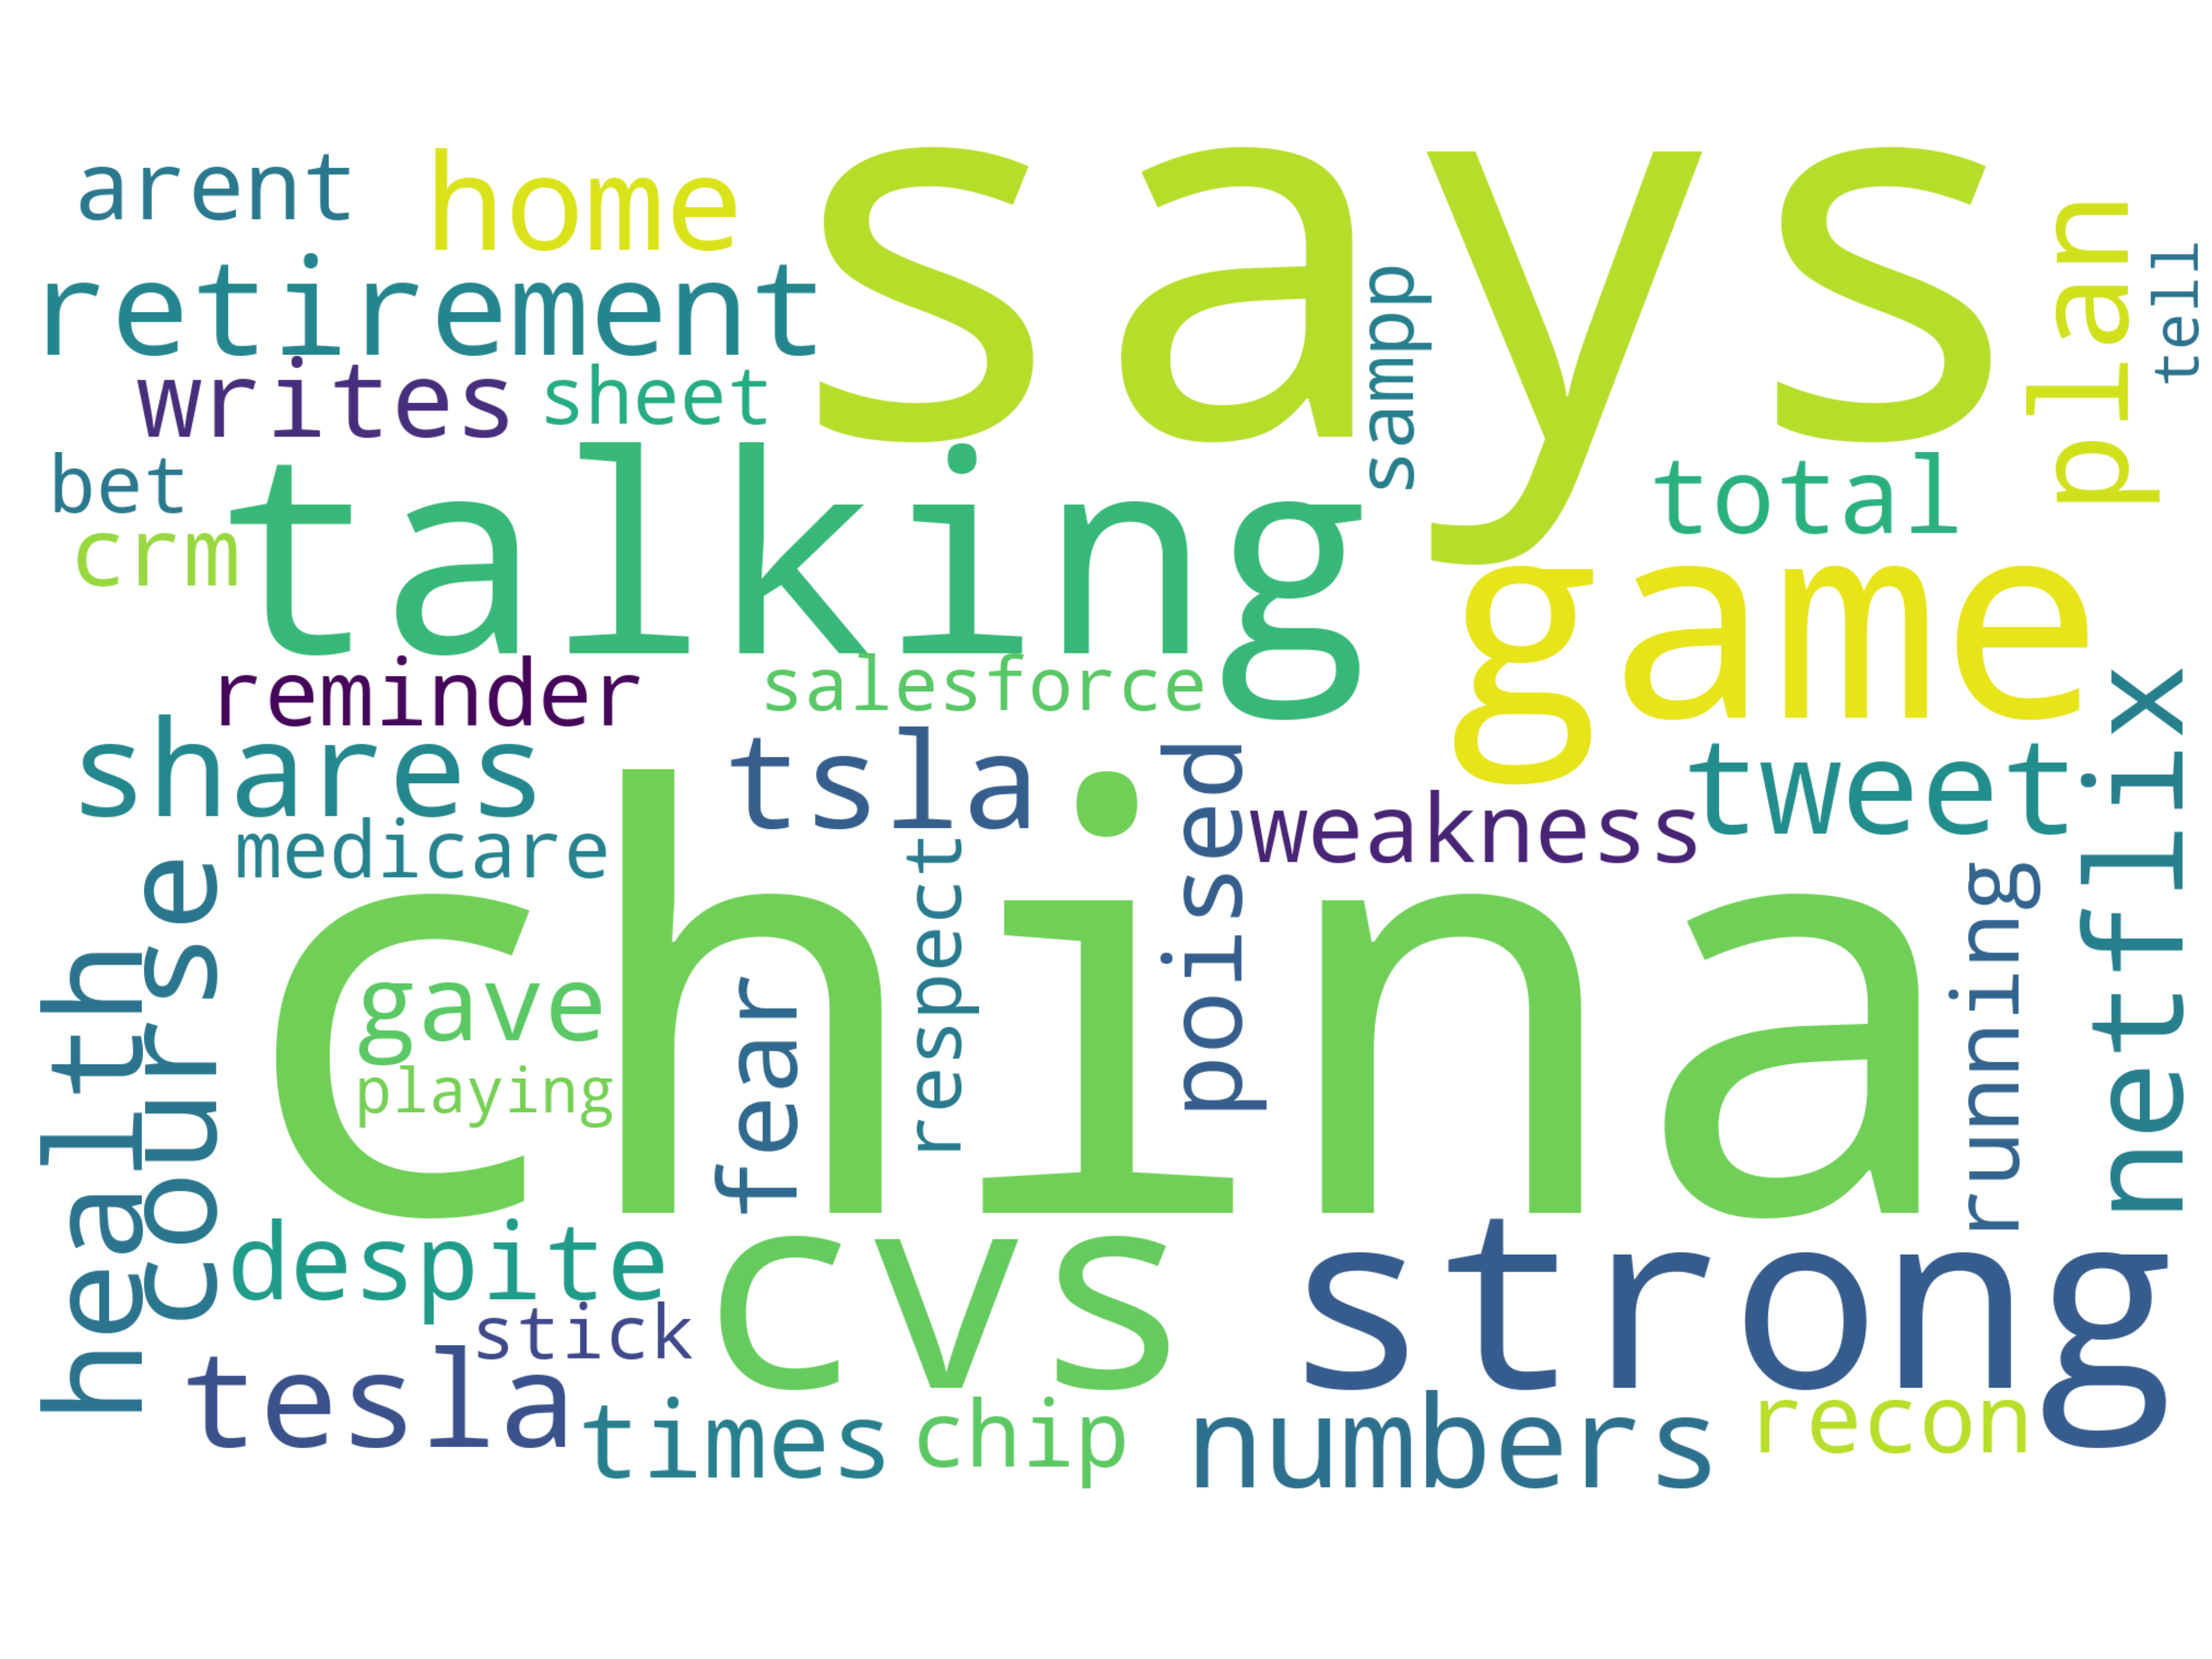 says
arent
home
plan
tell
retirement
sampp
writes
sheet
talking
bet
total
crm
game
reminder
salesforce
netflix
shares
tsla
poised
tweet
weakness
medicare
respect
china
health
course
running
gave
fear
playing
despite
cvs
strong
stick
tesla
times
chip
numbers
recon